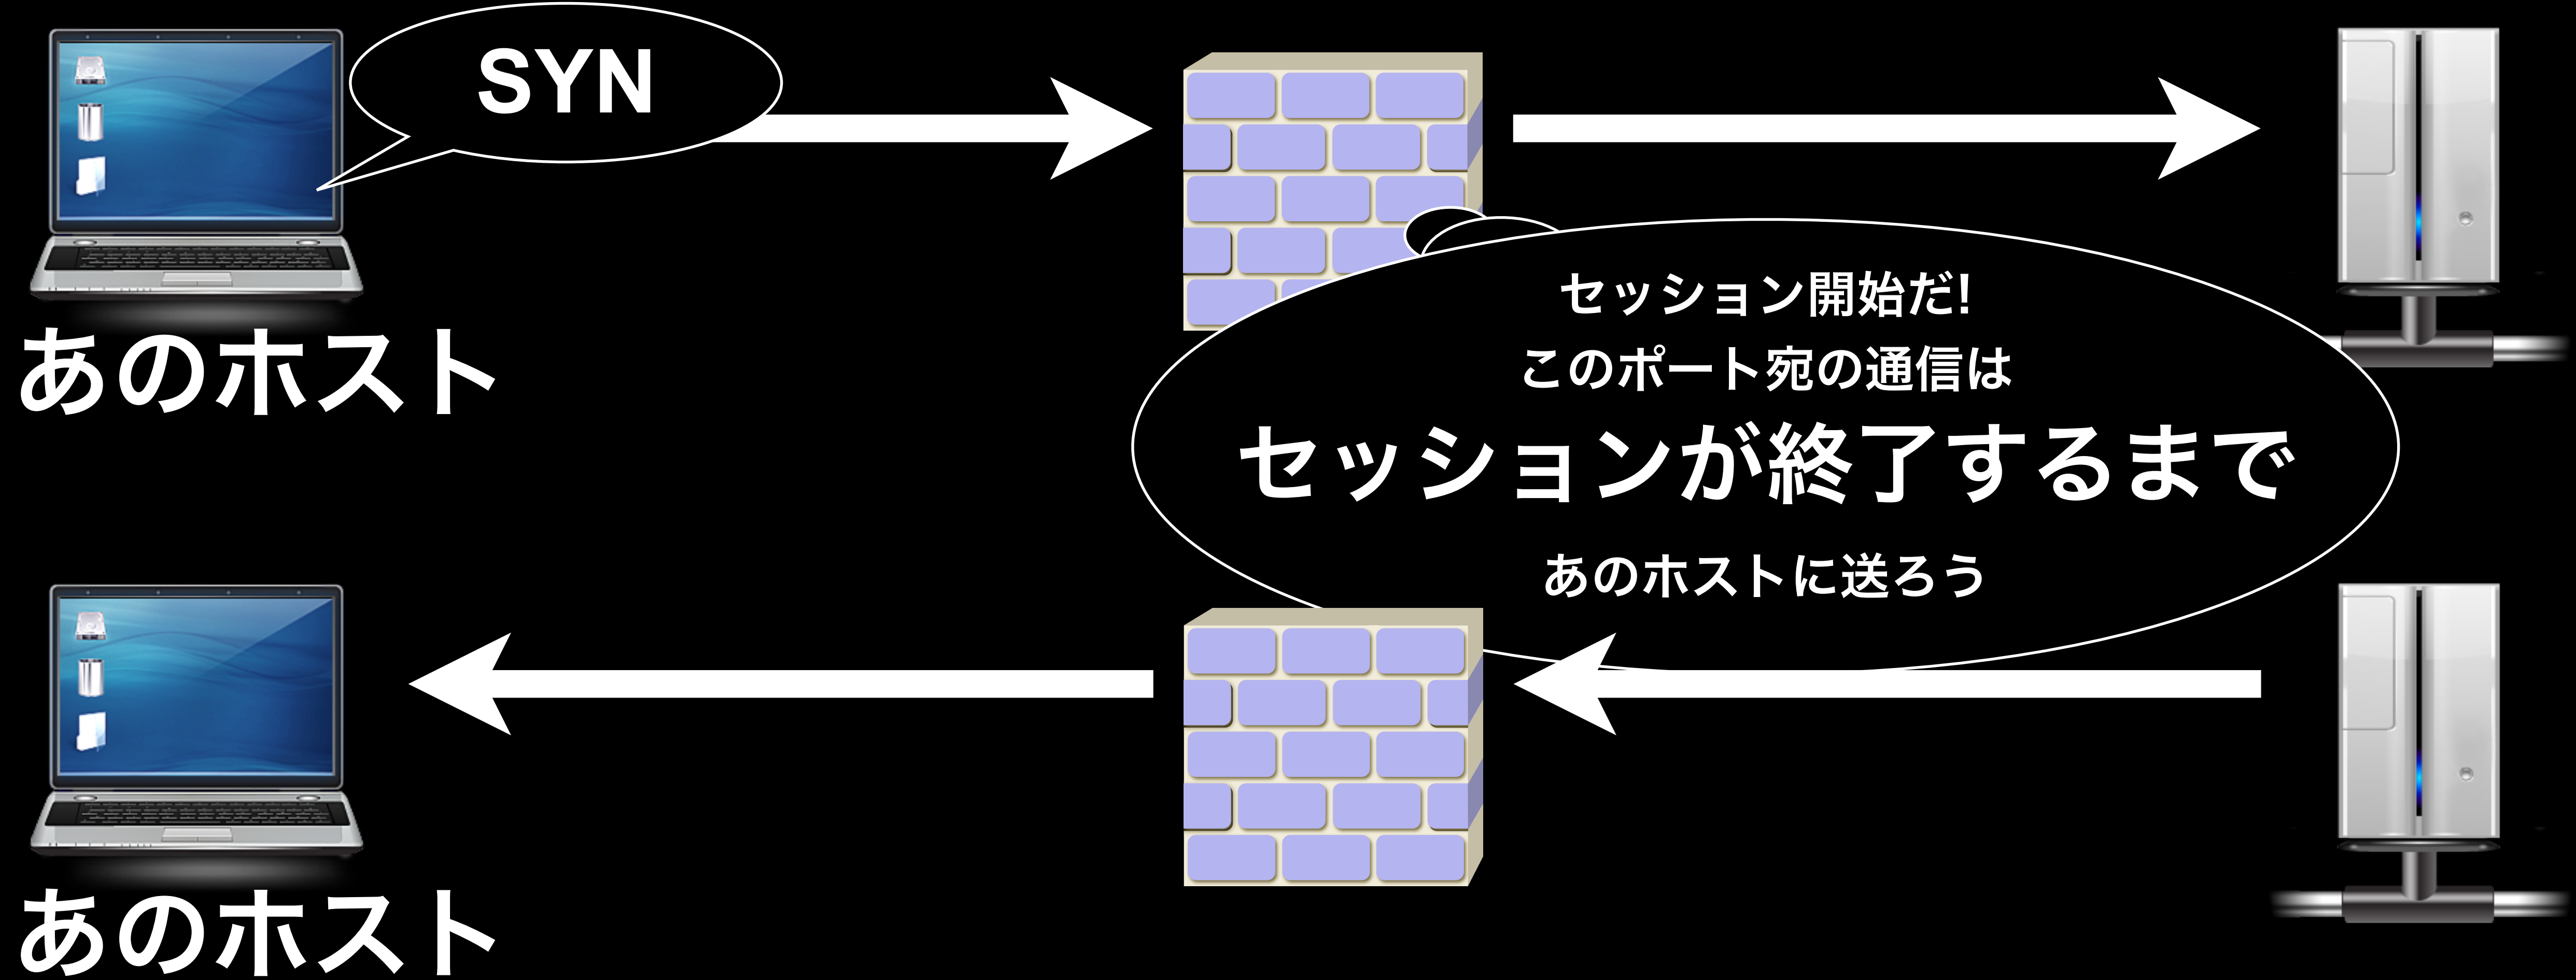 SYN
あのホスト
セッション開始だ!
このポート宛の通信は
セッションが終了するまで
あのホストに送ろう
あのホスト